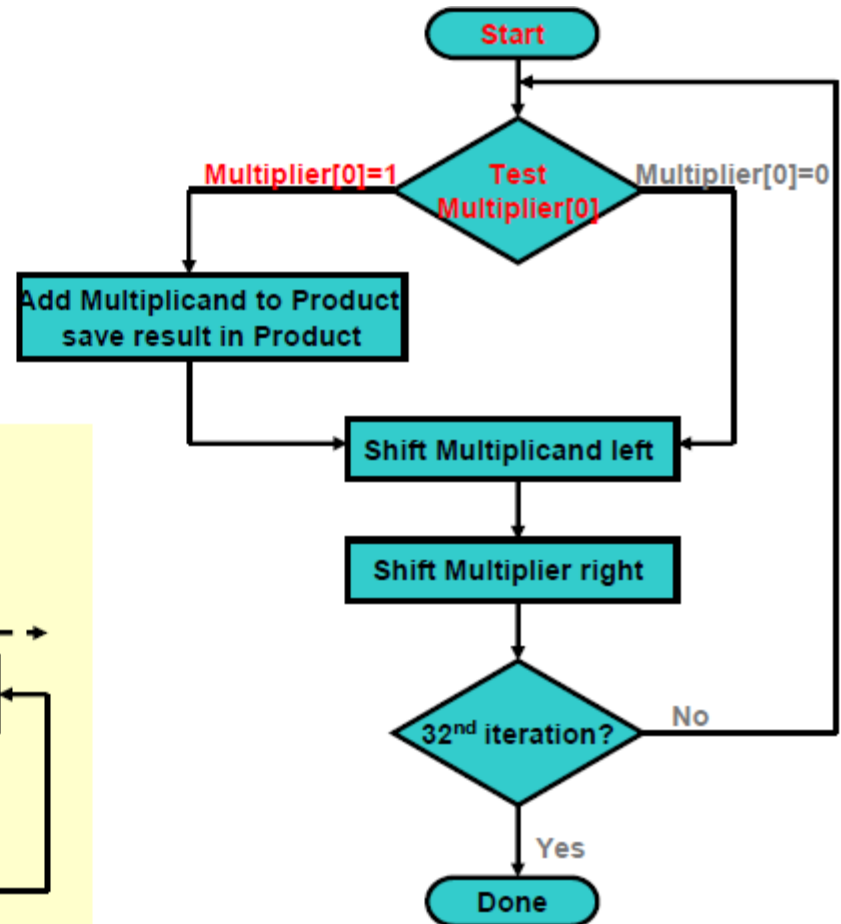 Start
Multiplier[0]=1
Test
Multiplier[0]
Multiplier[0]=0
Add Multiplicand to Product
save result in Product
Shift Multiplicand left
Shift Multiplier right
32nd iteration?
No
Yes
Done